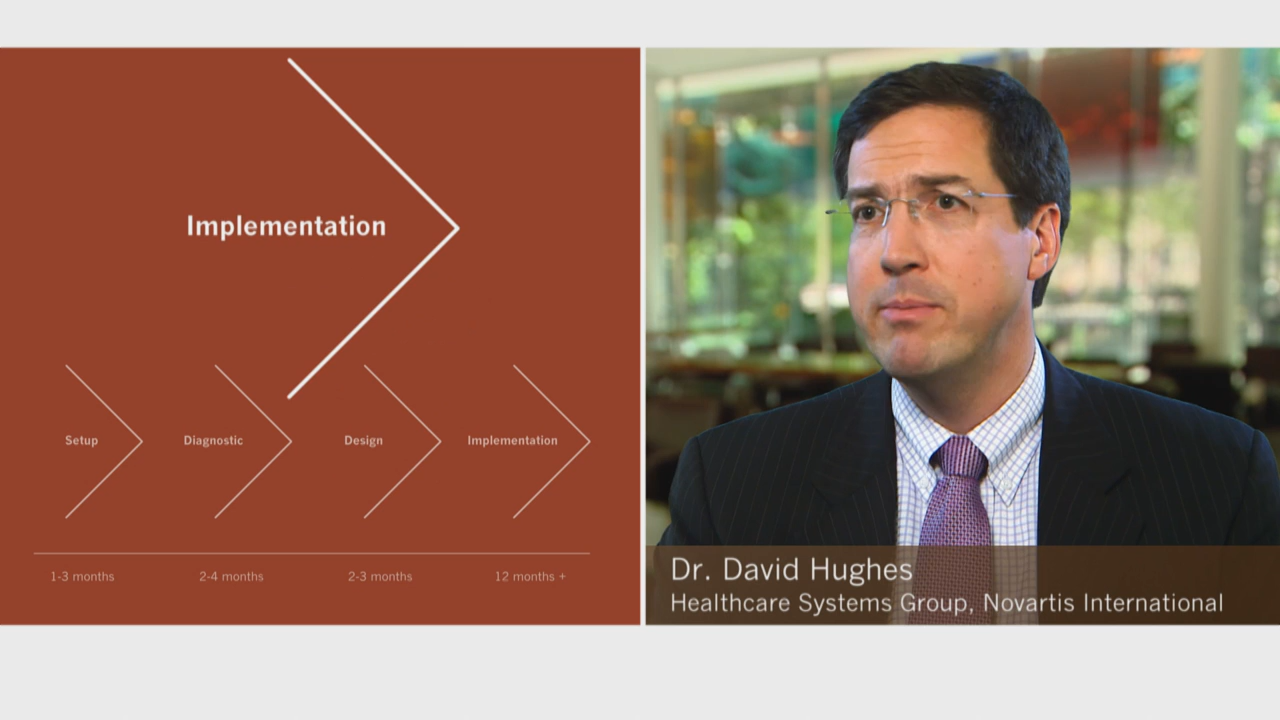 Implementation
Setup
Diagnostic
Design
Implementation
1-3 months
2-4 months
2-3 months
12 months +
Dr. David Hughes
Healthcare Systems Group, Novartis International